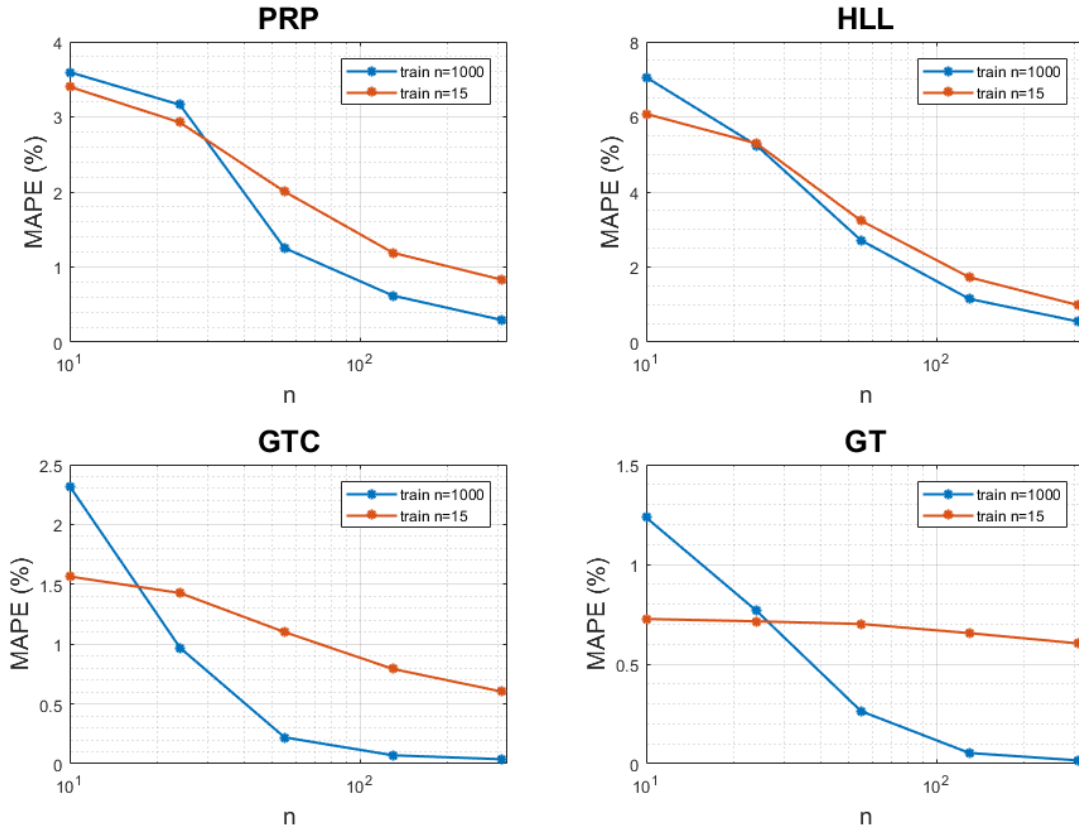 PRP
MAPE (%)
4
3
2
1
0
train n=1000
train n=15
10^1
10^2
n
HLL
MAPE (%)
8
6
4
2
0
train n=1000
train n=15
10^1
10^2
n
GTC
MAPE (%)
2.5
2
1.5
1
0.5
0
train n=1000
train n=15
10^1
10^2
n
GT
MAPE (%)
1.5
1
0.5
0
train n=1000
train n=15
10^1
10^2
n